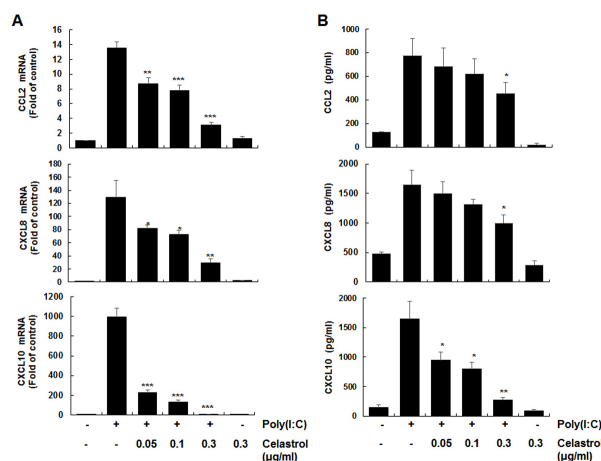 A
B
CCL2 mRNA
(Fold of control)
16
14
12
10
8
6
4
2
0
**
***
***
CCL2
(pg/ml)
1000
800
600
400
200
0
*
CXCL8 mRNA
(Fold of control)
180
160
140
120
100
80
60
40
20
0
*
*
**
CXCL8
(pg/ml)
2000
1500
1000
500
0
*
CXCL10 mRNA
(Fold of control)
1200
1000
800
600
400
200
0
***
***
***
CXCL10 (pg/ml)
2000
1500
1000
500
0
*
*
**
- + + + + - Poly(I:C)
- - 0.05 0.1 0.3 0.3 Celastrol
(μg/ml)
- + + + + - Poly(I:C)
- - 0.05 0.1 0.3 0.3 Celastrol
(μg/ml)